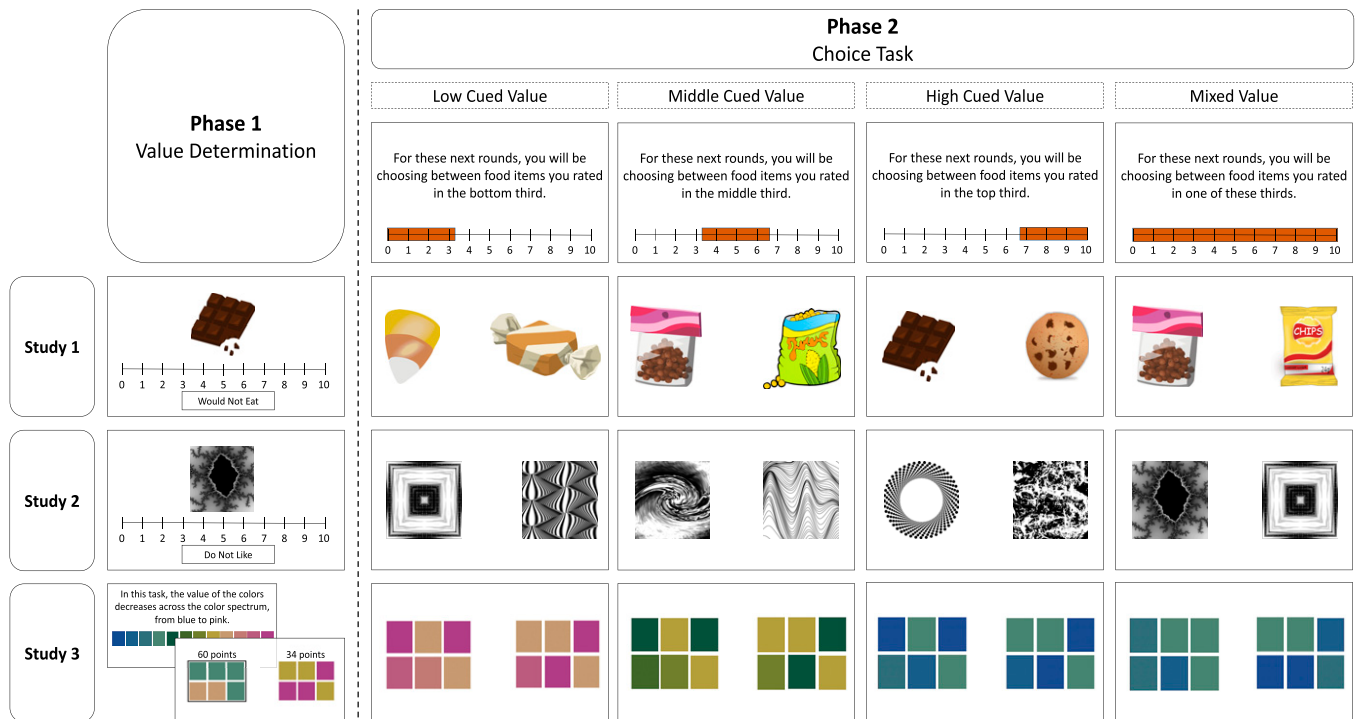 Phase 1
Value Determination
Phase 2
Choice Task
Low Cued Value
Middle Cued Value
High Cued Value
Mixed Value
For these next rounds, you will be
choosing between food items you rated
in the bottom third.
0 1 2 3 4 5 6 7 8 9 10
For these next rounds, you will be
choosing between food items you rated
in the middle third.
0 1 2 3 4 5 6 7 8 9 10
For these next rounds, you will be
choosing between food items you rated
in the top third.
0 1 2 3 4 5 6 7 8 9 10
For these next rounds, you will be
choosing between food items you rated
in one of these thirds.
0 1 2 3 4 5 6 7 8 9 10
Study 1
0 1 2 3 4 5 6 7 8 9 10
Would Not Eat
CHIPS
Study 2
0 1 2 3 4 5 6 7 8 9 10
Do Not Like
Study 3
In this task, the value of the colors
decreases across the color spectrum,
from blue to pink.
60 points
34 points